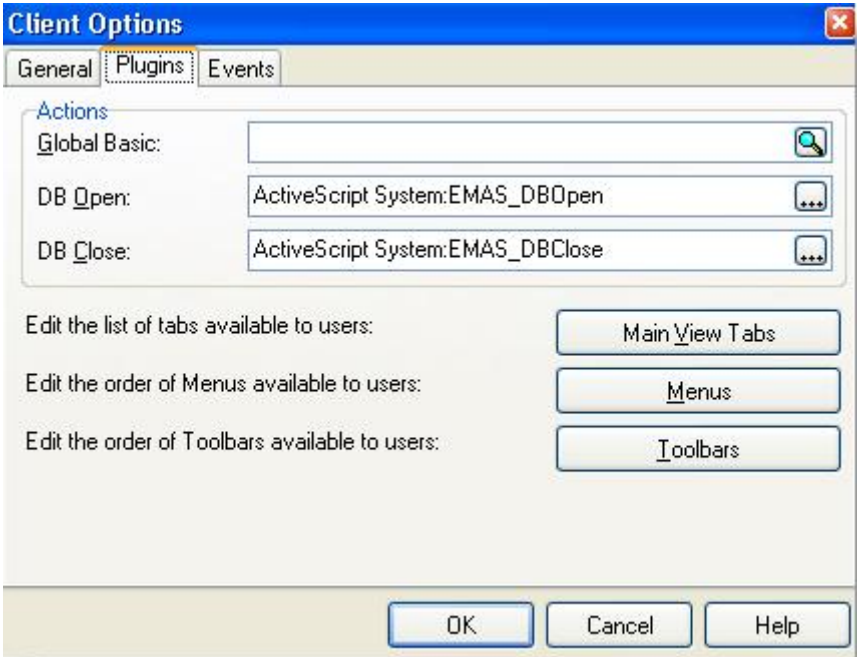 Client Options
General Plugins Events
Actions
Global Basic:
DB Open: ActiveScript System:EMAS_DBOpen ...
DB Close: ActiveScript System:EMAS_DBClose ...
Edit the list of tabs available to users: Main View Tabs
Edit the order of Menus available to users: Menus
Edit the order of Toolbars available to users: Toolbars
OK Cancel Help